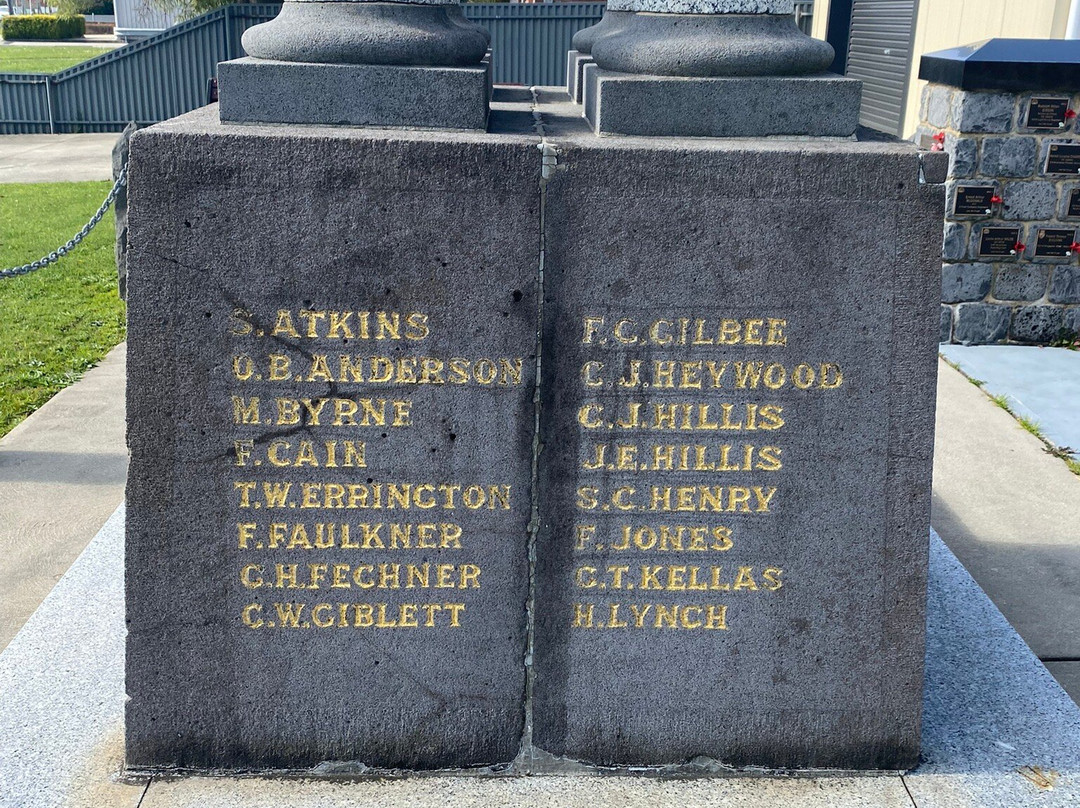 S. ATKINS
O.B. ANDERSON
M. BYRNE
F. CAIN
T.W. ERRINGTON
F. FAULKNER
C.H. FECHNER
C.W. GIBLETT
F.C. GILBEE
C.J. HEYWOOD
C.J. HILLIS
J.E. HILLIS
S.C. HENRY
F. JONES
C.T. KELLAS
H. LYNCH